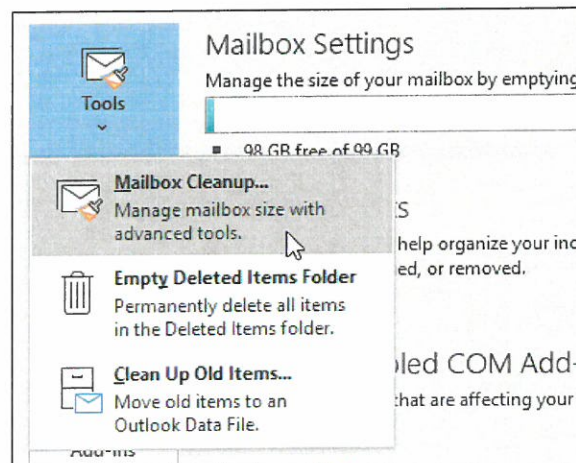 Tools
Mailbox Settings
Manage the size of your mailbox by emptying
98 GB free of 99 GB
Mailbox Cleanup...
Manage mailbox size with
advanced tools.
Empty Deleted Items Folder
Permanently delete all items
in the Deleted Items folder.
Clean Up Old Items...
Move old items to an
Outlook Data File.
help organize your inc
ed, or removed.
led COM Add-
that are affecting your
Add-ins